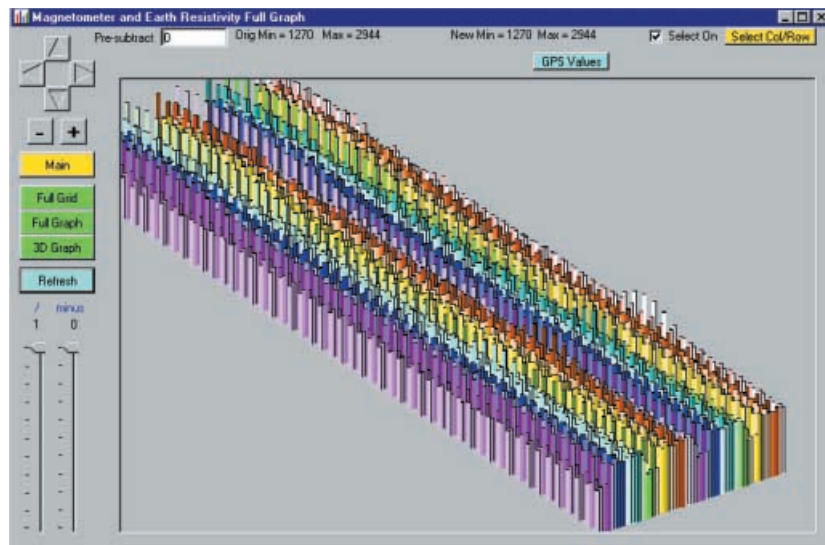 Magnetometer and Earth Resistivity Full Graph
Pre-subtract 0 Orig Min = 1270 Max = 2944 New Min = 1270 Max = 2944 Select On Select Col/Row
GPS Values
- +
Main
Full Grid
Full Graph
3D Graph
Refresh
/ minus
1 0